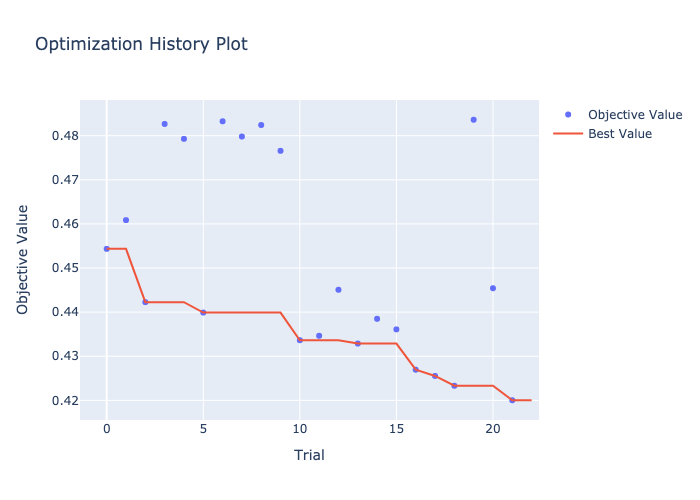 Optimization History Plot
Objective Value
Best Value
0.48
0.47
0.46
0.45
0.44
0.43
0.42
Objective Value
0
5
10
15
20
Trial